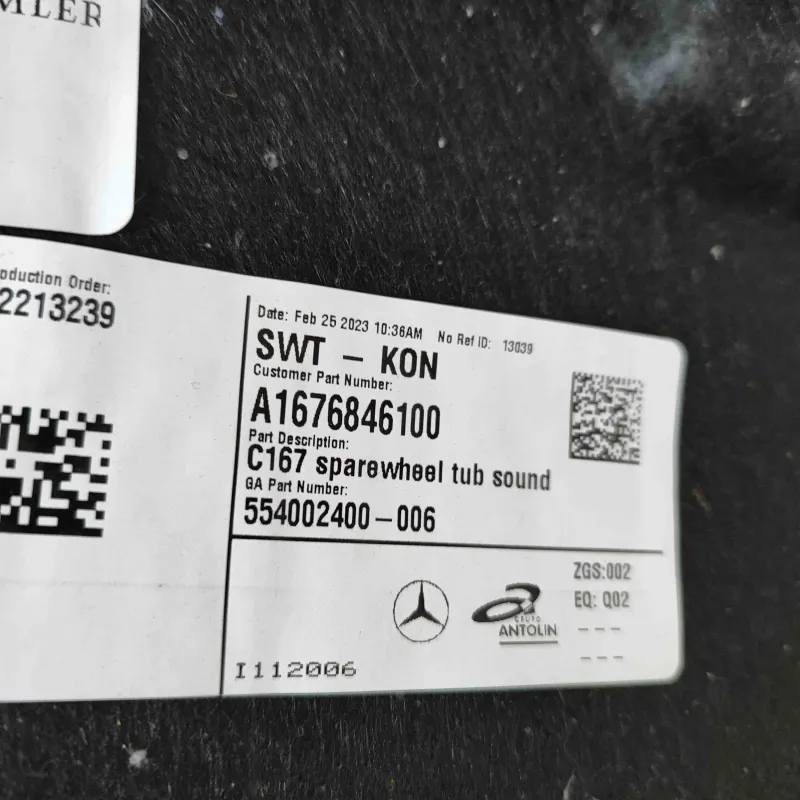 oduction Order:
2213239
Date: Feb 25 2023 10:36AM No Ref ID: 13039
SWT - KON
Customer Part Number:
A1676846100
Part Description:
C167 sparewheel tub sound
GA Part Number:
554002400-006
ZGS:002
EQ: Q02
GRUPO
ANTOLIN
---
---
I112006